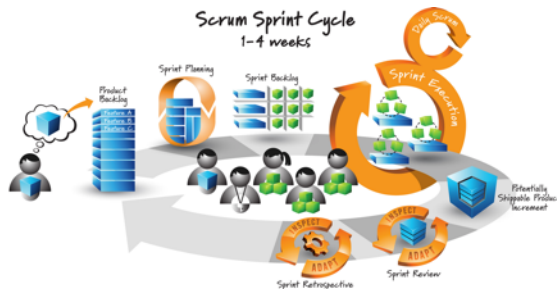 Scrum Sprint Cycle
1-4 weeks
Daily Scrum
Sprint Planning
Sprint Backlog
Sprint Execution
Product
Backlog
Feature A
Feature B
Feature C
Potentially
Shippable Product
Increment
INSPECT
ADAPT
INSPECT
ADAPT
Sprint Review
Sprint Retrospective